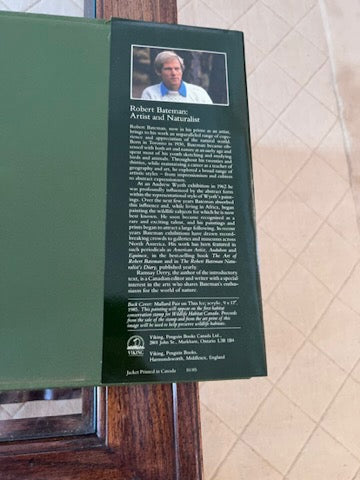 Robert Bateman:
Artist and Naturalist
Robert Bateman, now in his prime as an artist,
brings to his work an unparalleled range of expe-
rience and appreciation of the natural world.
Born in Toronto in 1930, Bateman became ob-
sessed with both art and nature at an early age and
spent most of his youth sketching and studying
birds and animals. Throughout his twenties and
thirties, while maintaining a career as a teacher of
geography and art, he explored a broad range of
artistic styles – from impressionism and cubism
to abstract expressionism.
At an Andrew Wyeth exhibition in 1962 he
was profoundly influenced by the abstract form
within the representational style of Wyeth's paint-
ings. Over the next few years Bateman absorbed
this influence and, while living in Africa, began
painting the wildlife subjects for which he is now
best known. He soon became recognized as a
rare and exciting talent, and his paintings and
prints began to attract a large following. In recent
years Bateman exhibitions have drawn record-
breaking crowds to galleries and museums across
North America. His work has been featured in
such periodicals as American Artist, Audubon and
Equinox, in the best-selling book The Art of
Robert Bateman and in The Robert Bateman Natu-
ralist's Diary, published yearly.
Ramsay Derry, the author of the introductory
text, is a Canadian editor and writer with a special
interest in the arts who shares Bateman's enth-
usiasm for the world of nature.
Back Cover: Mallard Pair on Thin Ice; acrylic, 9 x 13",
1985. This painting will appear on the first habitat
conservation stamp for Wildlife Habitat Canada. Proceeds
from the sale of the stamp and from the art print of this
image will be used to help preserve wildlife habitats.
VIKING
Viking, Penguin Books Canada Ltd.,
2801 John St., Markham, Ontario L3R 1B4
Viking, Penguin Books,
Harmondsworth, Middlesex, England
Jacket Printed in Canada